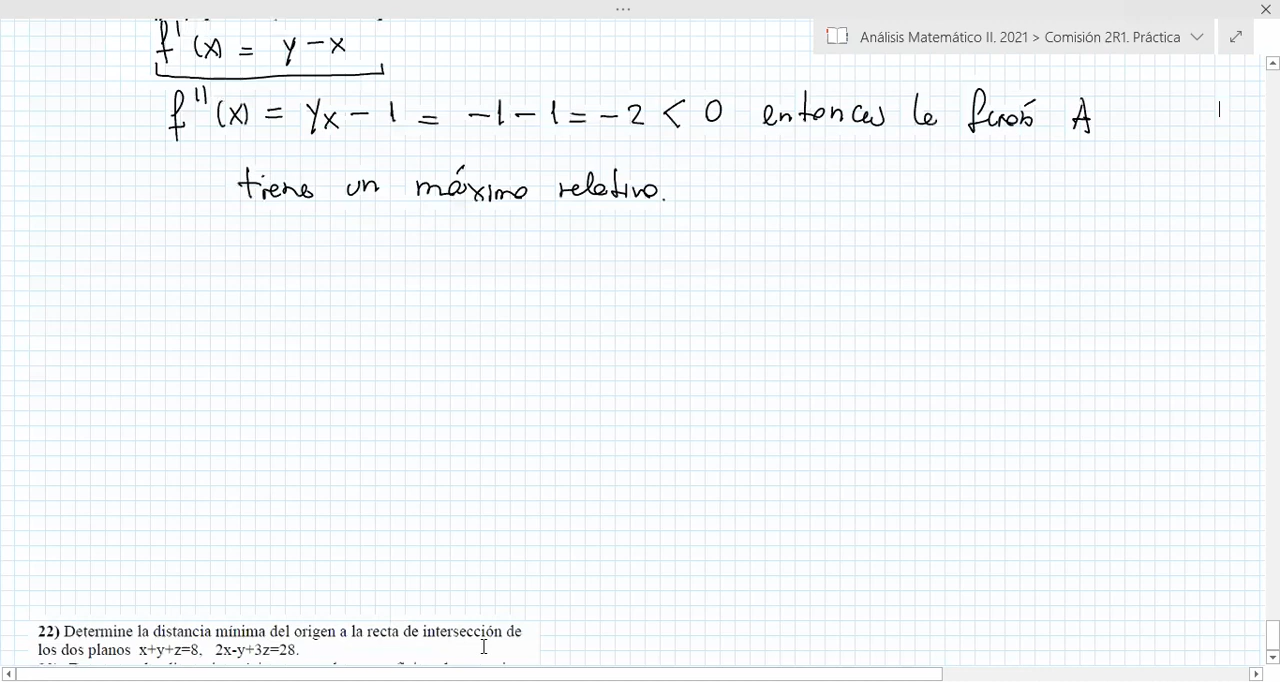 Análisis Matemático II. 2021 > Comisión 2R1. Práctica
f'(x) = y - x
f''(x) = yx - 1 = -1 - 1 = -2 < 0 entonces la función A
tiene un máximo relativo.
22) Determine la distancia mínima del origen a la recta de intersección de
los dos planos x+y+z=8, 2x-y+3z=28.